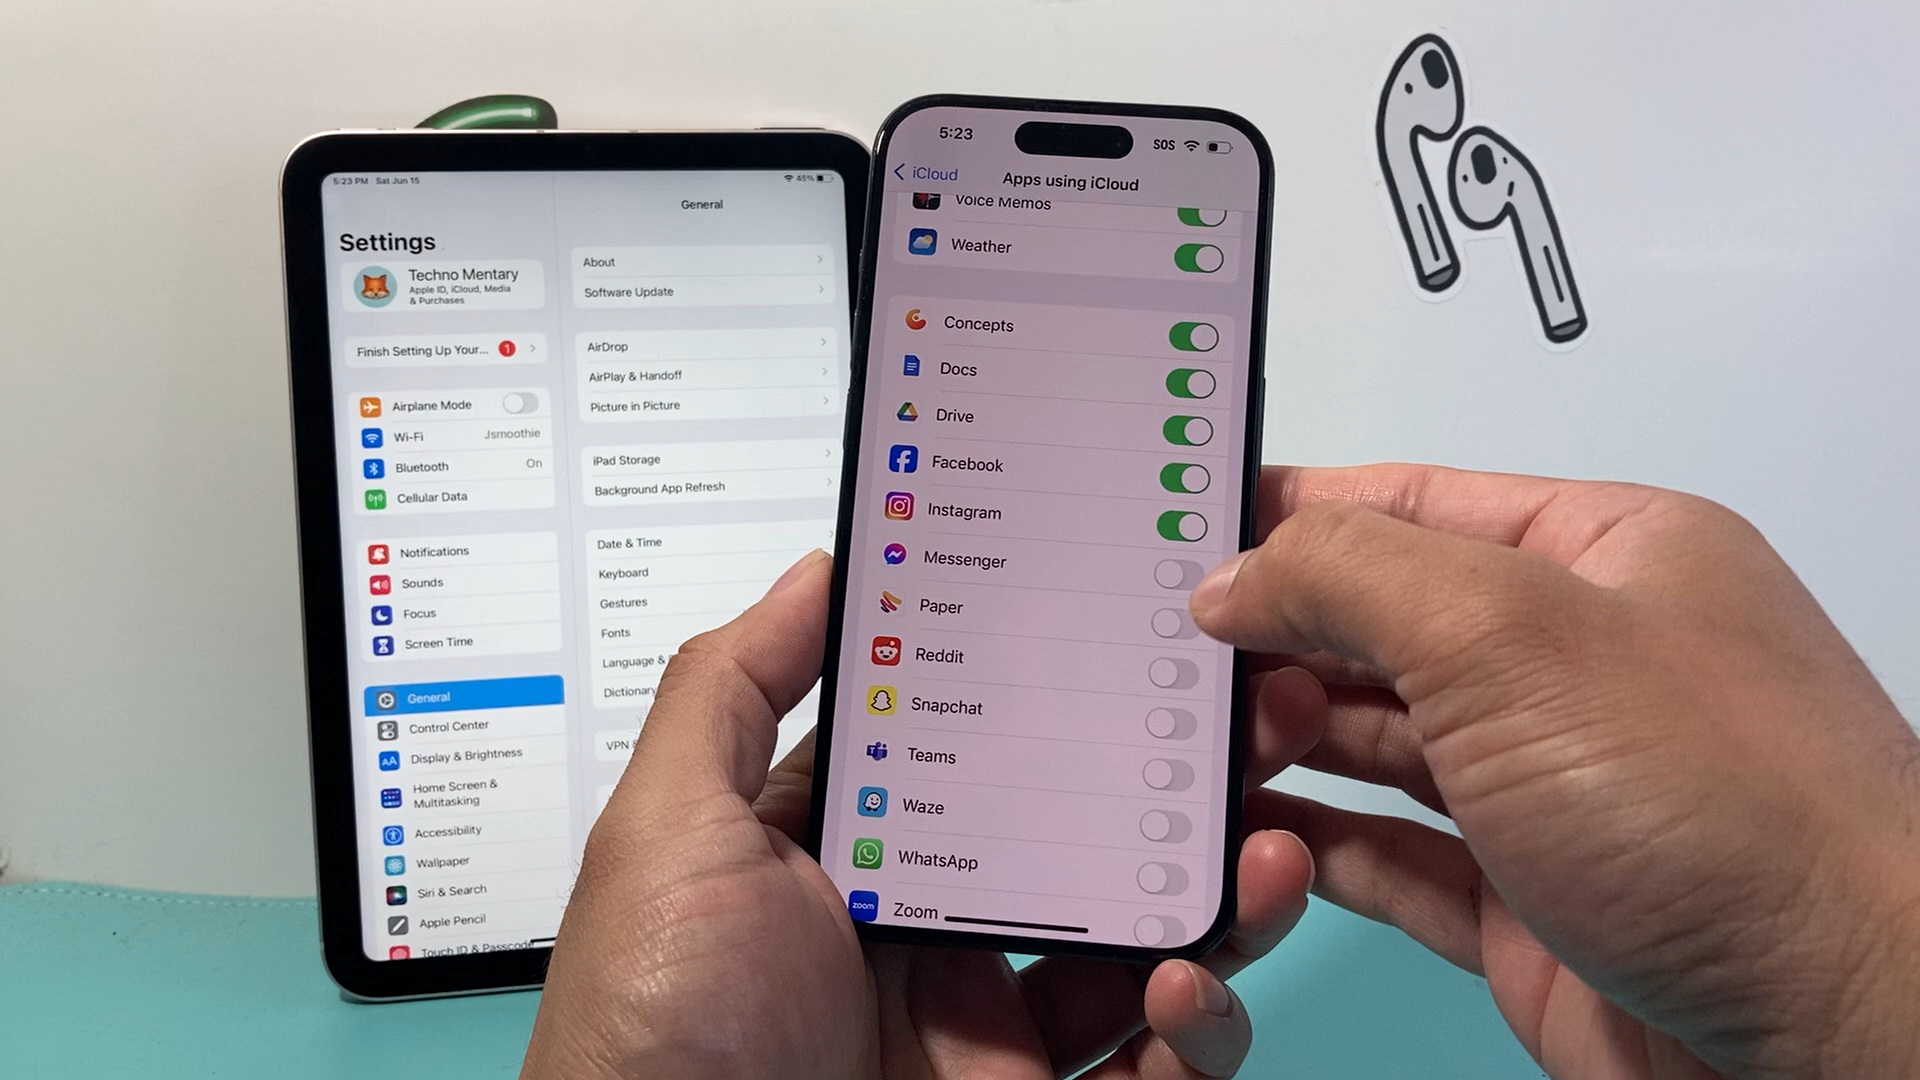 5:23 PM Sat Jun 15
45%
Settings
Techno Mentary
Apple ID, iCloud, Media
& Purchases
Finish Setting Up Your...
1
Airplane Mode
Wi-Fi
Jsmoothie
Bluetooth
On
Cellular Data
Notifications
Sounds
Focus
Screen Time
General
Control Center
Display & Brightness
Home Screen &
Multitasking
Accessibility
Wallpaper
Siri & Search
Apple Pencil
Touch ID & Passcode
General
About
Software Update
AirDrop
AirPlay & Handoff
Picture in Picture
iPad Storage
Background App Refresh
Date & Time
Keyboard
Gestures
Fonts
Language &
Dictionary
VPN &
5:23
SOS
iCloud
Apps using iCloud
Voice Memos
Weather
Concepts
Docs
Drive
Facebook
Instagram
Messenger
Paper
Reddit
Snapchat
Teams
Waze
WhatsApp
zoom
Zoom